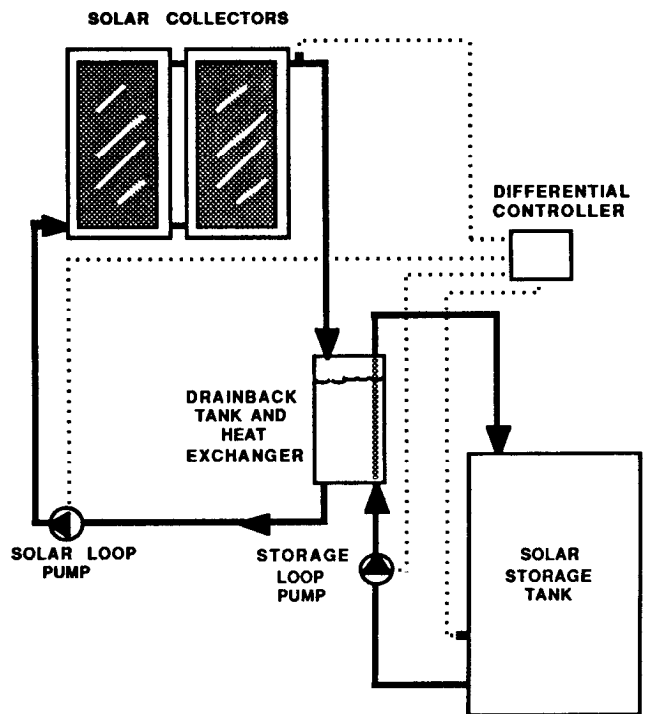 SOLAR COLLECTORS
DIFFERENTIAL
CONTROLLER
DRAINBACK
TANK AND
HEAT
EXCHANGER
SOLAR LOOP
PUMP
STORAGE
LOOP
PUMP
SOLAR
STORAGE
TANK